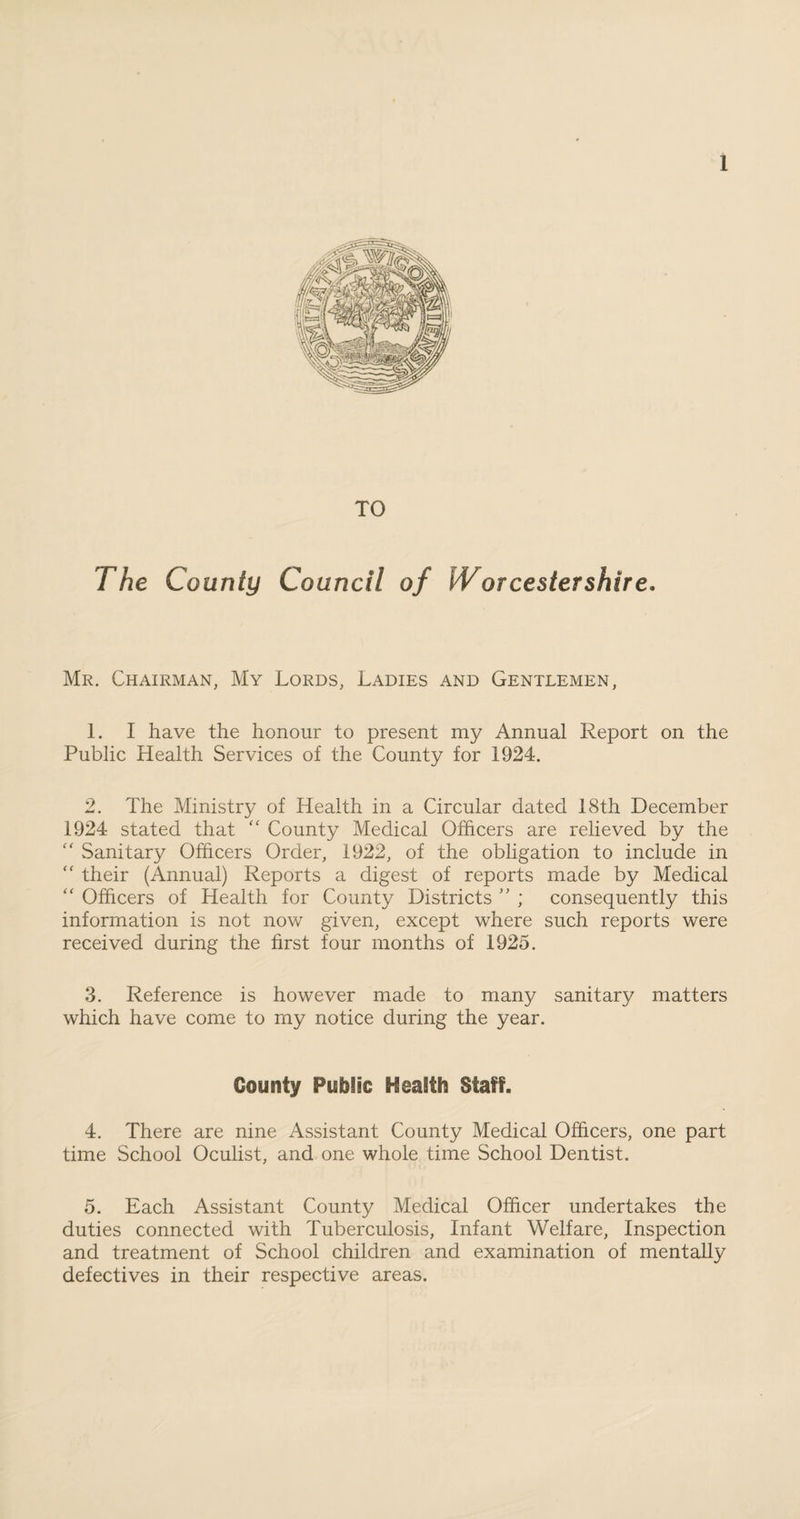 1
TO
The County Council of Worcestershire.
Mr. Chairman, My Lords, Ladies and Gentlemen,
1. I have the honour to present my Annual Report on the
Public Health Services of the County for 1924.
2. The Ministry of Health in a Circular dated 18th December
1924 stated that “ County Medical Officers are relieved by the
“ Sanitary Officers Order, 1922, of the obligation to include in
“ their (Annual) Reports a digest of reports made by Medical
“ Officers of Health for County Districts ” ; consequently this
information is not now given, except where such reports were
received during the first four months of 1925.
3. Reference is however made to many sanitary matters
which have come to my notice during the year.
County Public Health Staff.
4. There are nine Assistant County Medical Officers, one part
time School Oculist, and one whole time School Dentist.
5. Each Assistant County Medical Officer undertakes the
duties connected with Tuberculosis, Infant Welfare, Inspection
and treatment of School children and examination of mentally
defectives in their respective areas.